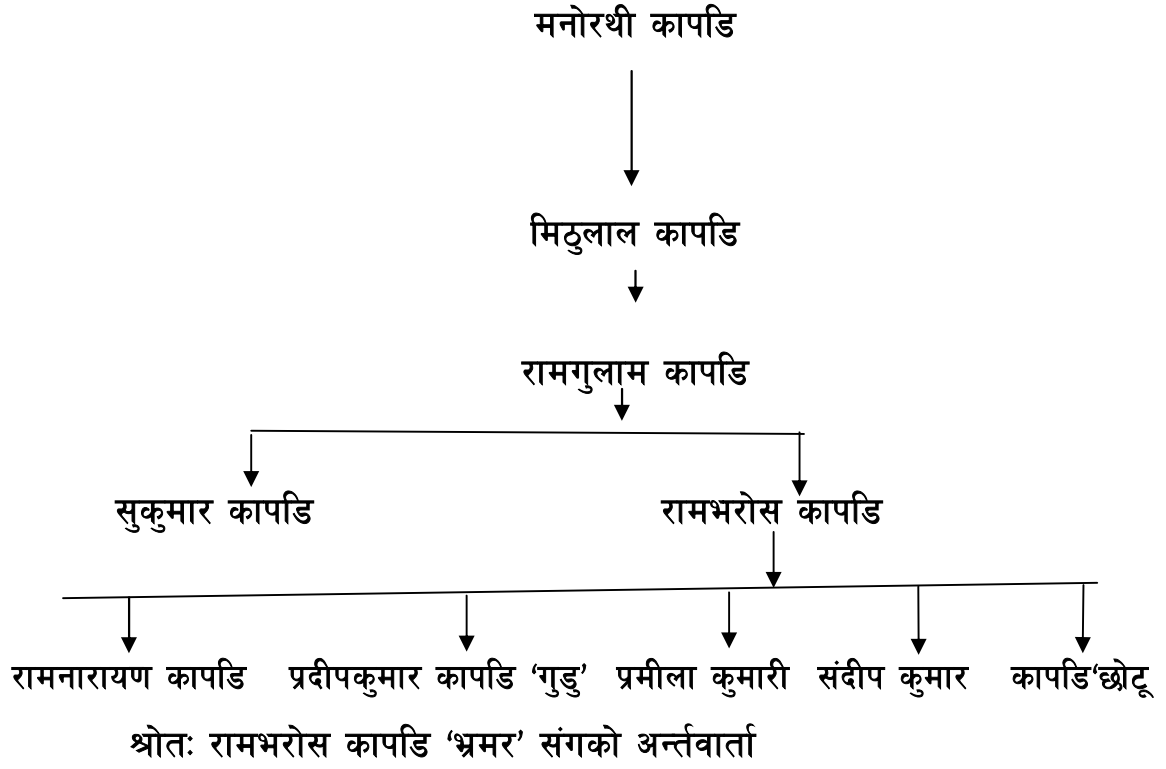 मनोरथी कापडि
मिठुलाल कापडि
रामगुलाम कापडि
सुकुमार कापडि रामभरोस कापडि
रामनारायण कापडि प्रदीपकुमार कापडि ‘गुडु’ प्रमीला कुमारी संदीप कुमार कापडि‘छोटू
श्रोतः रामभरोस कापडि ‘भ्रमर’ संगको अर्न्तवार्ता